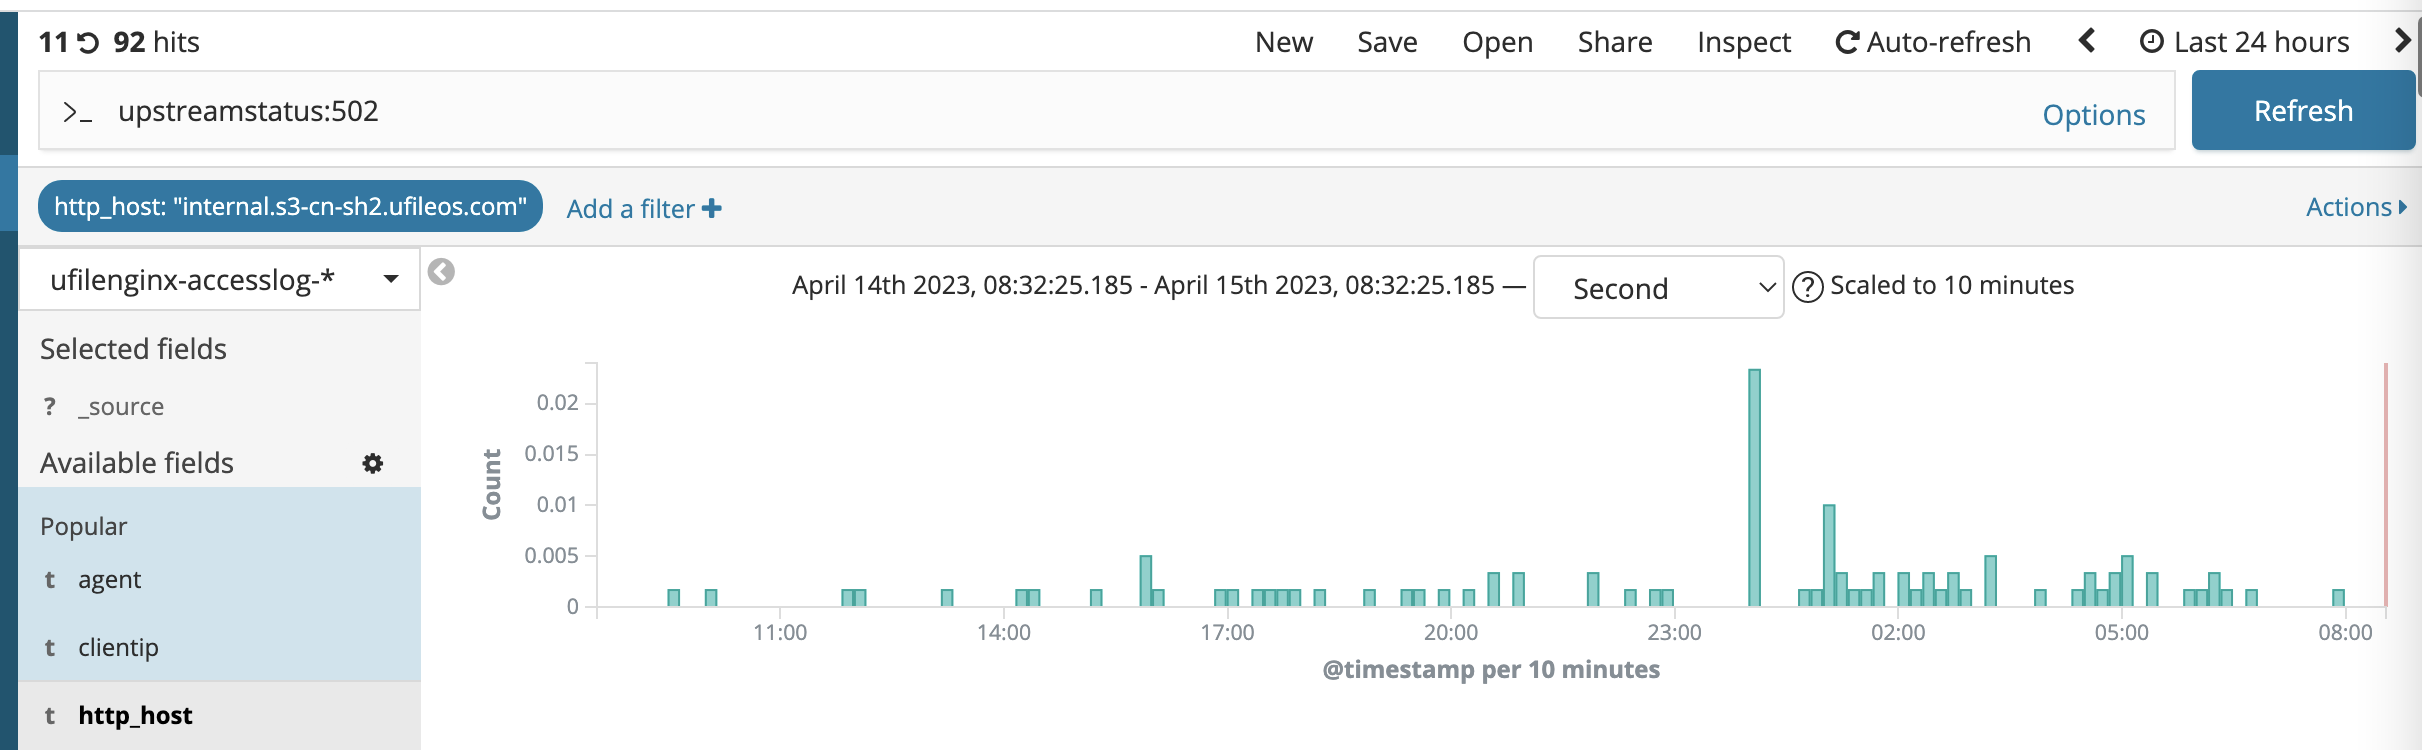 11 92 hits
New Save Open Share Inspect Auto-refresh Last 24 hours
>_ upstreamstatus:502
Options
Refresh
http_host: "internal.s3-cn-sh2.ufileos.com"
Add a filter +
Actions
ufilenginx-accesslog-*
April 14th 2023, 08:32:25.185 - April 15th 2023, 08:32:25.185 — Second ? Scaled to 10 minutes
Selected fields
? _source
Available fields
Popular
t agent
t clientip
t http_host
Count
0.02
0.015
0.01
0.005
0
11:00 14:00 17:00 20:00 23:00 02:00 05:00 08:00
@timestamp per 10 minutes